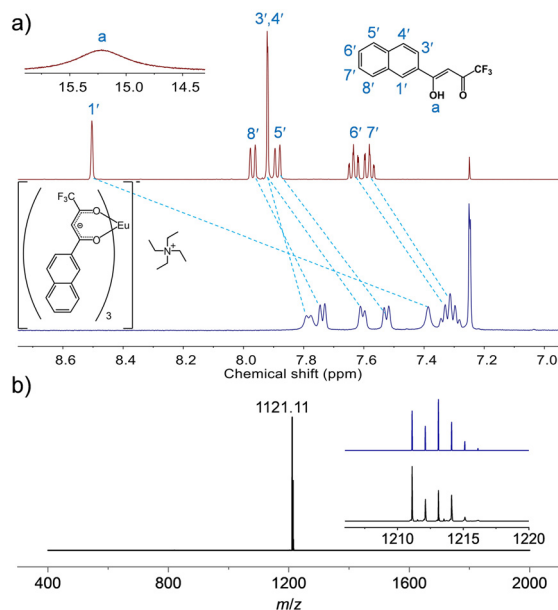 a)
a
15.5 15.0 14.5
1′
8′
3′,4′
5′
6′ 7′
5′ 4′
6′ 3′
7′
8′ 1′
OH O
CF₃
a
F₃C
O
Eu
⊖
O
3
−
N⁺
8.6 8.4 8.2 8.0 7.8 7.6 7.4 7.2 7.0
Chemical shift (ppm)
b)
1121.11
1210 1215 1220
400 800 1200 1600 2000
m/z